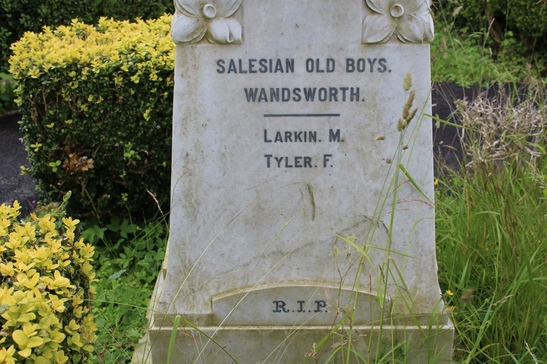 SALESIAN OLD BOYS.
WANDSWORTH.
LARKIN. M.
TYLER. F.
R.I.P.